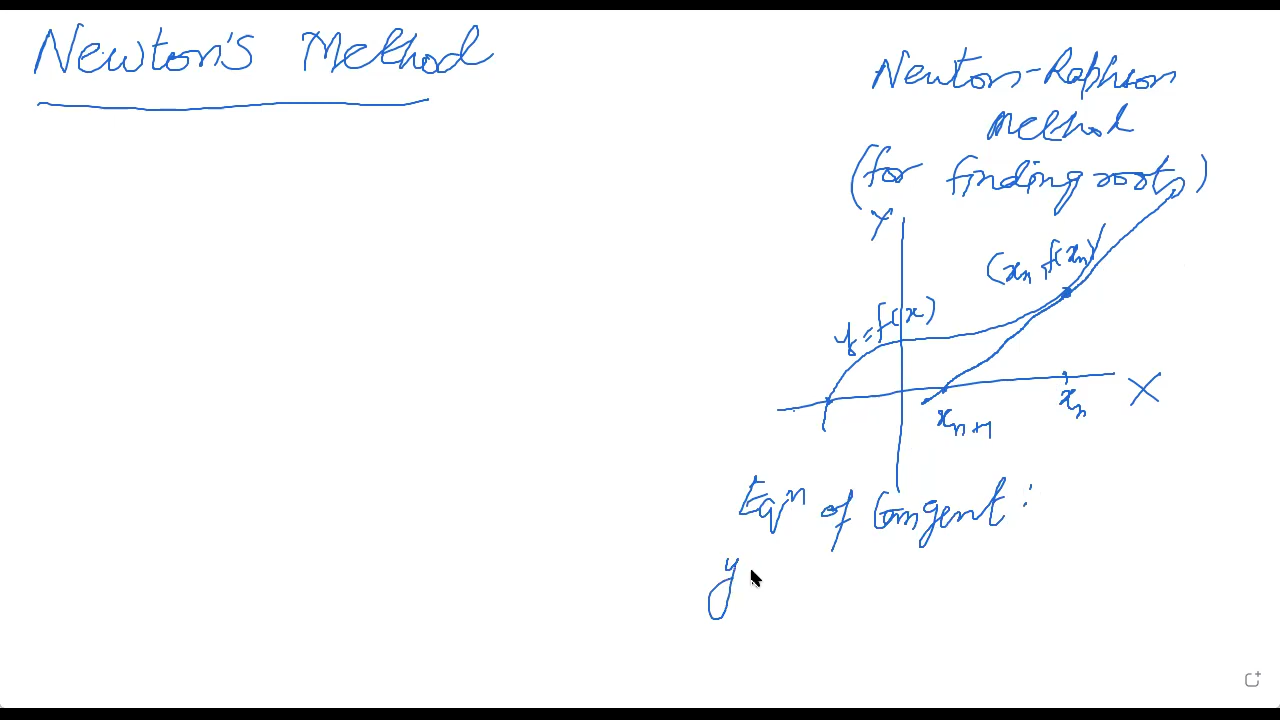 Newton's Method
Newton-Raphson
Method
(for finding roots)
Y
(xₙ, f(xₙ))
y = f(x)
xₙ
X
xₙ₊₁
Eqⁿ of tangent :
y